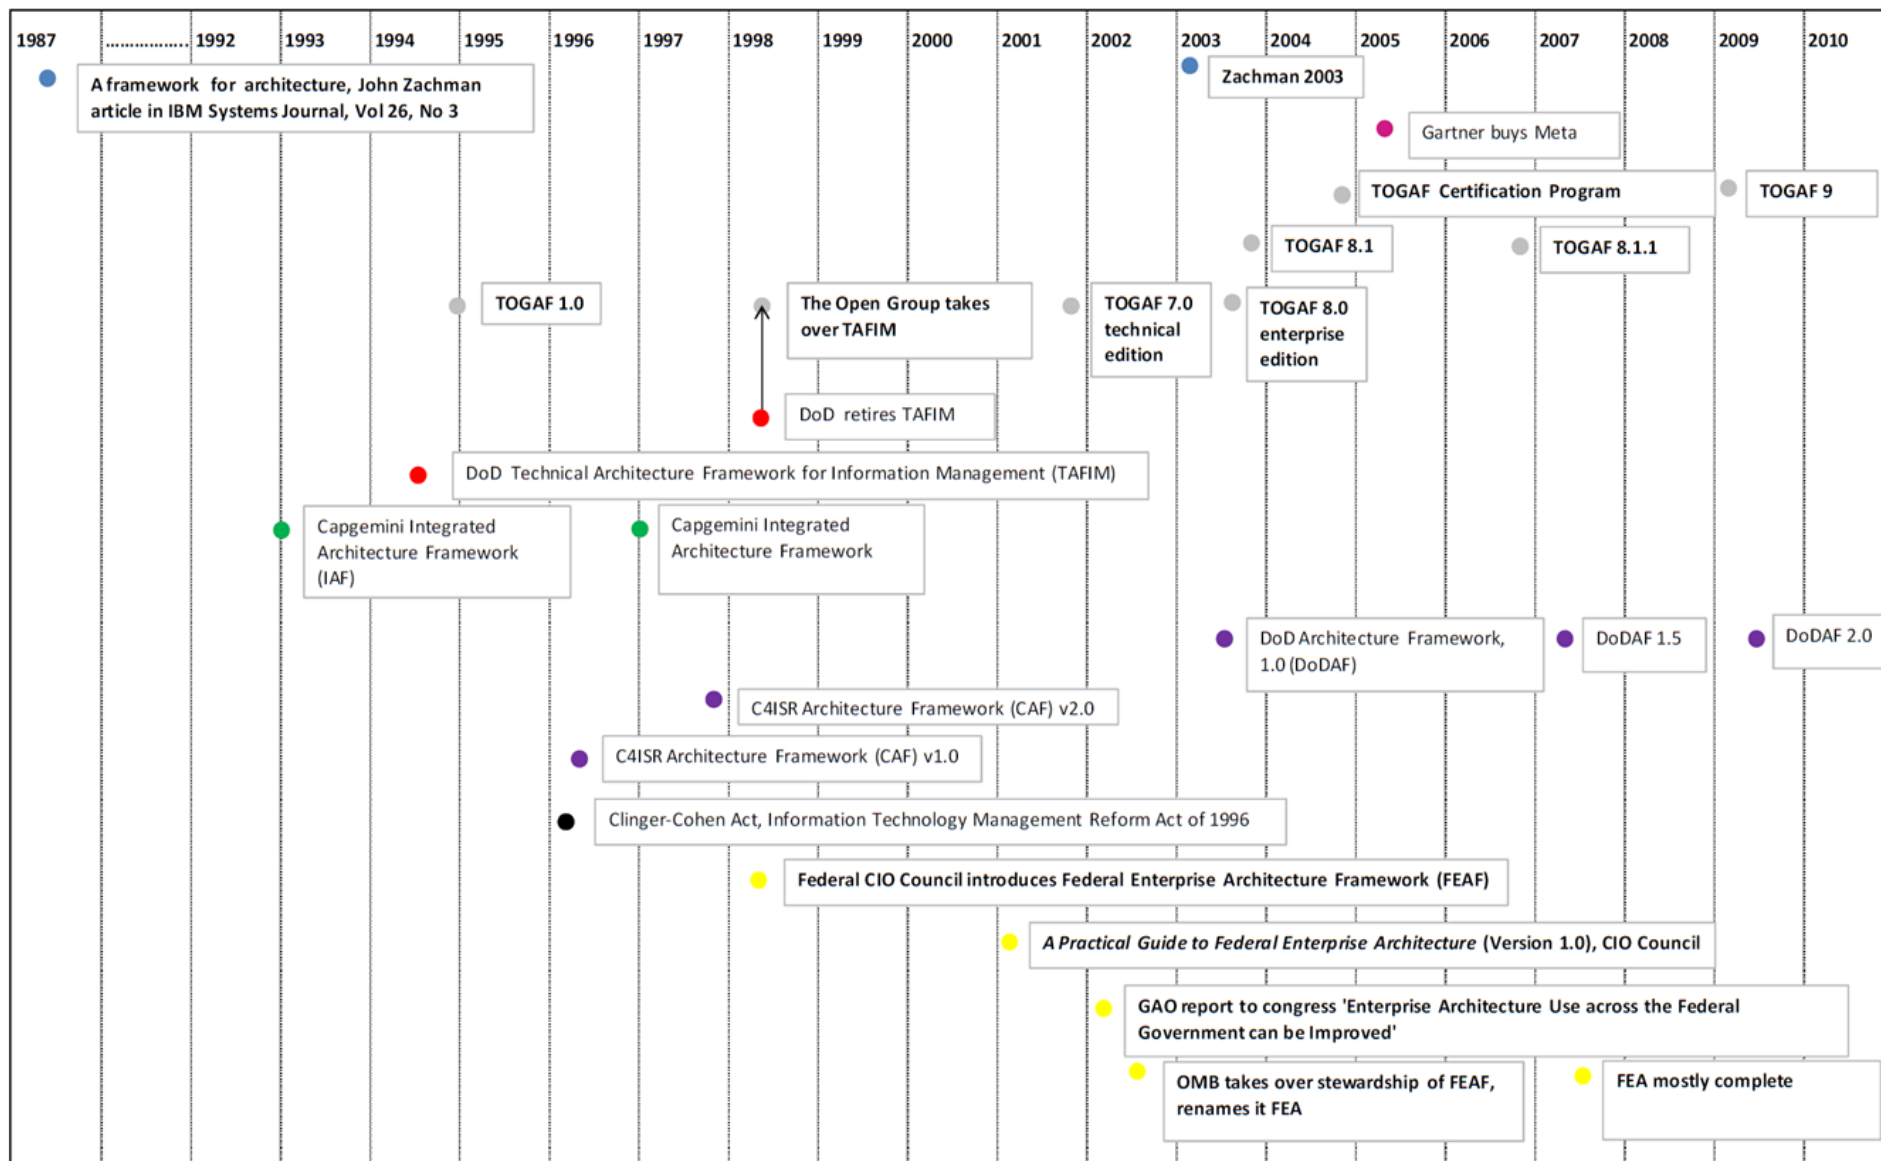 1987 ................ 1992 1993 1994 1995 1996 1997 1998 1999 2000 2001 2002 2003 2004 2005 2006 2007 2008 2009 2010
A framework for architecture, John Zachman
article in IBM Systems Journal, Vol 26, No 3
Zachman 2003
Gartner buys Meta
TOGAF Certification Program
TOGAF 9
TOGAF 8.1
TOGAF 8.1.1
TOGAF 1.0
The Open Group takes
over TAFIM
TOGAF 7.0
technical
edition
TOGAF 8.0
enterprise
edition
DoD retires TAFIM
DoD Technical Architecture Framework for Information Management (TAFIM)
Capgemini Integrated
Architecture Framework
(IAF)
Capgemini Integrated
Architecture Framework
DoD Architecture Framework,
1.0 (DoDAF)
DoDAF 1.5
DoDAF 2.0
C4ISR Architecture Framework (CAF) v2.0
C4ISR Architecture Framework (CAF) v1.0
Clinger-Cohen Act, Information Technology Management Reform Act of 1996
Federal CIO Council introduces Federal Enterprise Architecture Framework (FEAF)
A Practical Guide to Federal Enterprise Architecture (Version 1.0), CIO Council
GAO report to congress 'Enterprise Architecture Use across the Federal
Government can be Improved'
OMB takes over stewardship of FEAF,
renames it FEA
FEA mostly complete